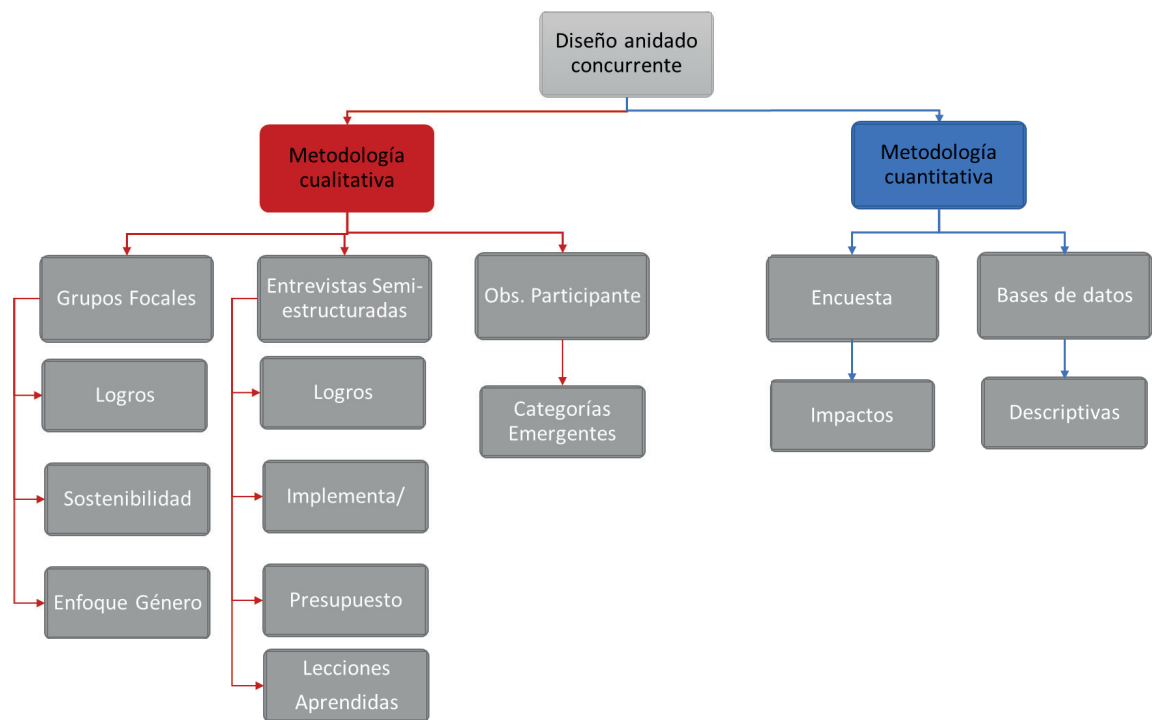 Diseño anidado
concurrente
Metodología
cualitativa
Metodología
cuantitativa
Grupos Focales
Entrevistas Semi-
estructuradas
Obs. Participante
Encuesta
Bases de datos
Logros
Logros
Categorías
Emergentes
Impactos
Descriptivas
Sostenibilidad
Implementa/
Enfoque Género
Presupuesto
Lecciones
Aprendidas